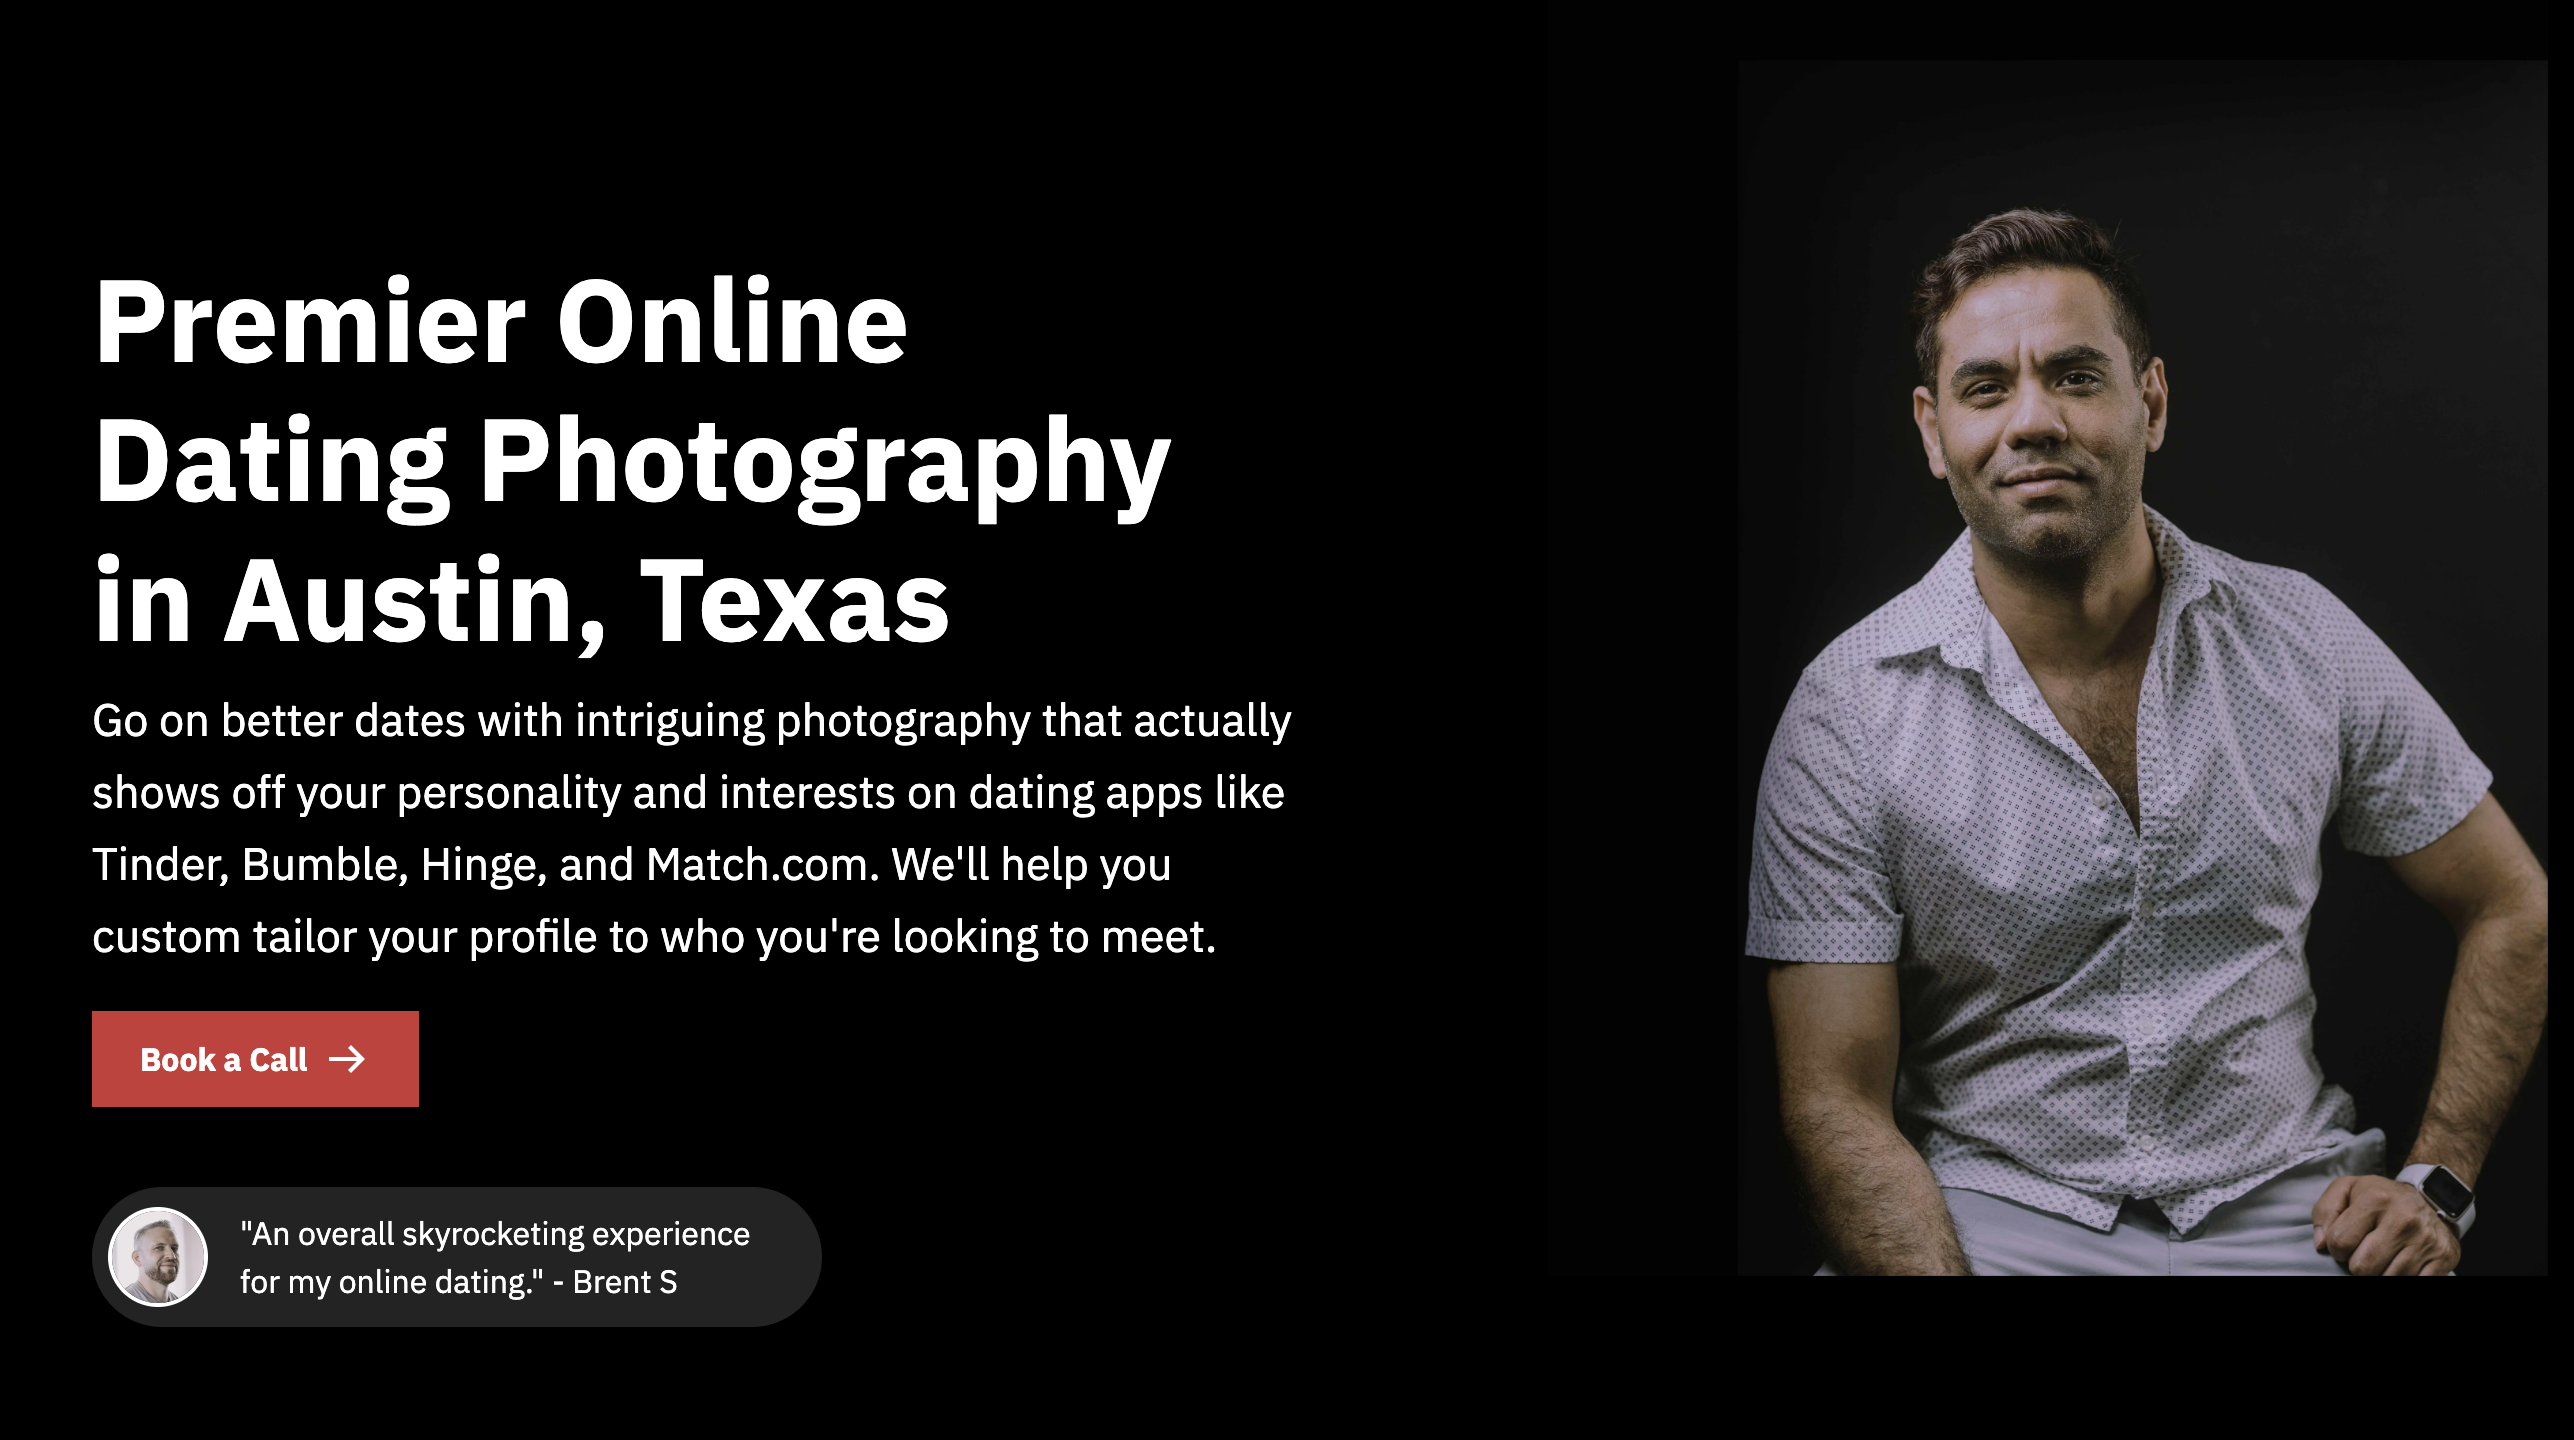 Premier Online
Dating Photography
in Austin, Texas
Go on better dates with intriguing photography that actually
shows off your personality and interests on dating apps like
Tinder, Bumble, Hinge, and Match.com. We'll help you
custom tailor your profile to who you're looking to meet.
Book a Call →
"An overall skyrocketing experience
for my online dating." - Brent S